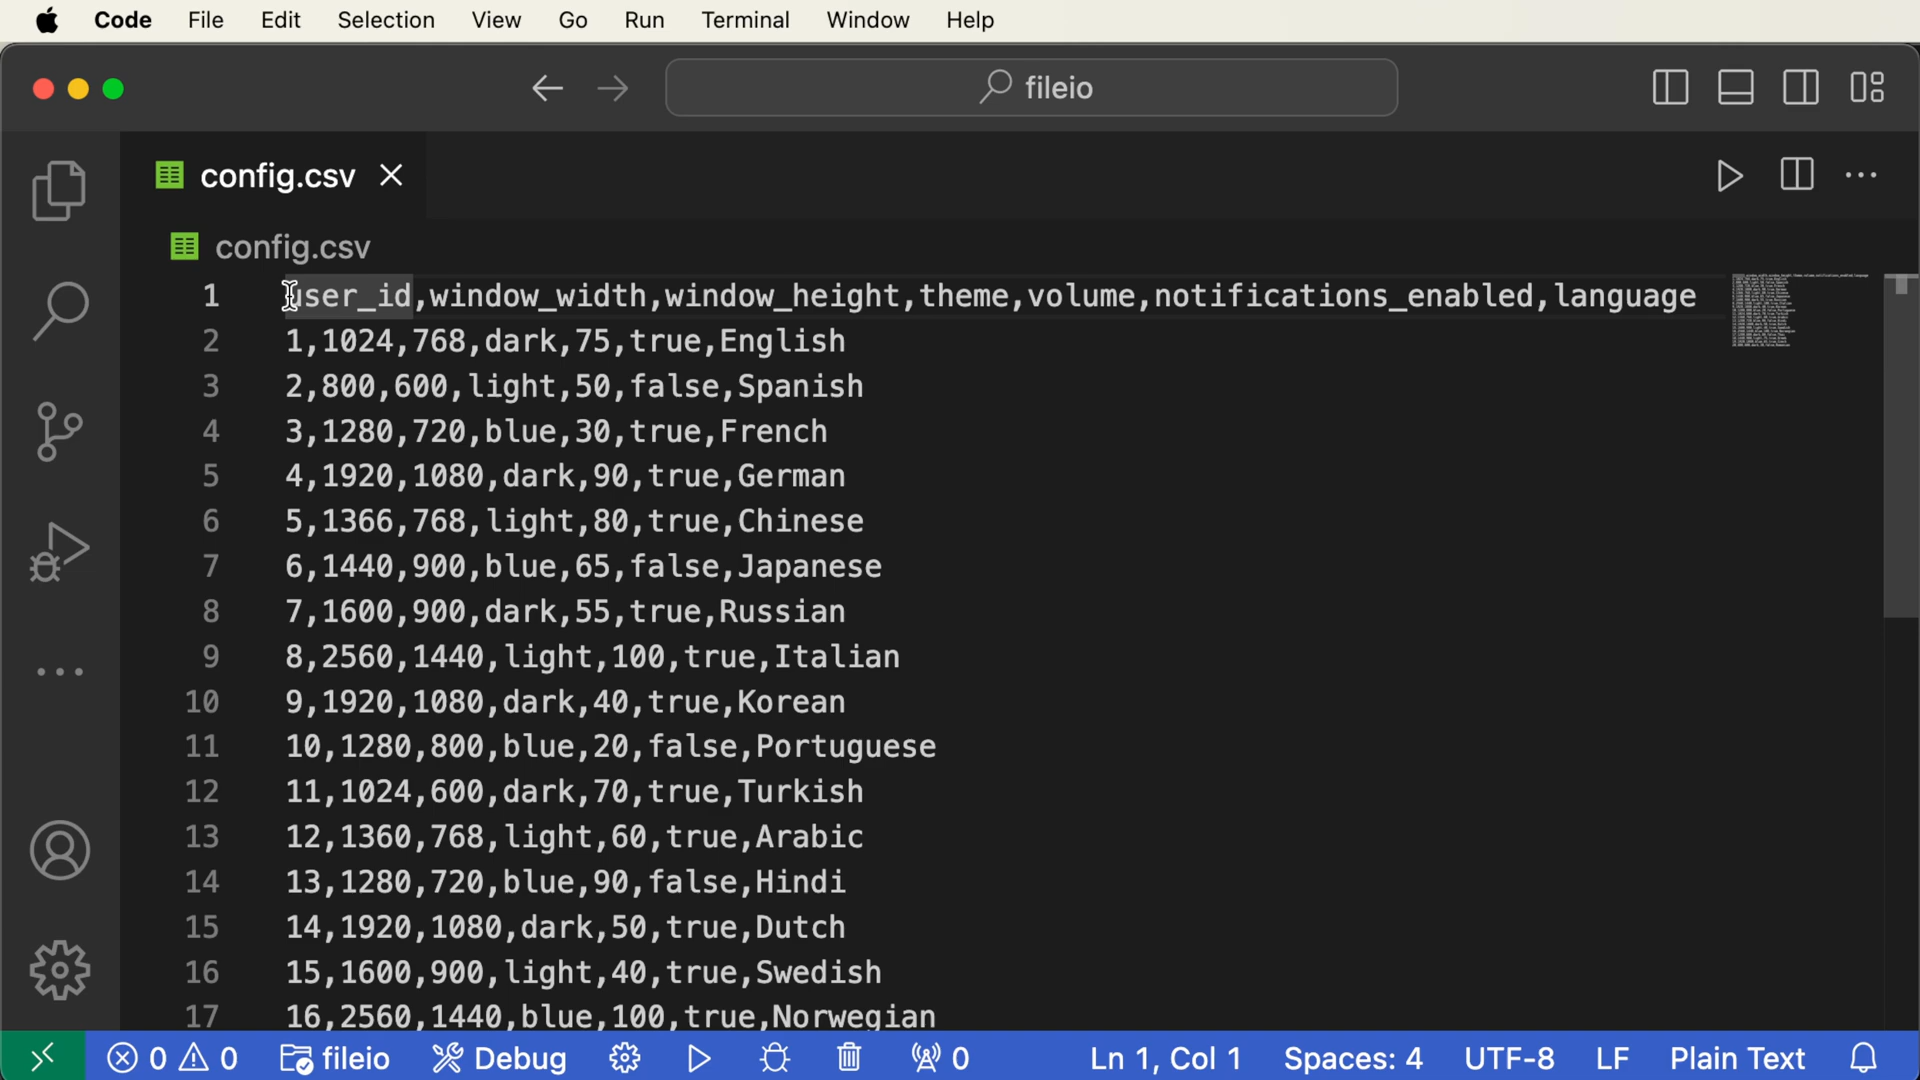 Code File Edit Selection View Go Run Terminal Window Help
fileio
config.csv
config.csv
1 user_id,window_width,window_height,theme,volume,notifications_enabled,language
2 1,1024,768,dark,75,true,English
3 2,800,600,light,50,false,Spanish
4 3,1280,720,blue,30,true,French
5 4,1920,1080,dark,90,true,German
6 5,1366,768,light,80,true,Chinese
7 6,1440,900,blue,65,false,Japanese
8 7,1600,900,dark,55,true,Russian
9 8,2560,1440,light,100,true,Italian
10 9,1920,1080,dark,40,true,Korean
11 10,1280,800,blue,20,false,Portuguese
12 11,1024,600,dark,70,true,Turkish
13 12,1360,768,light,60,true,Arabic
14 13,1280,720,blue,90,false,Hindi
15 14,1920,1080,dark,50,true,Dutch
16 15,1600,900,light,40,true,Swedish
17 16,2560,1440,blue,100,true,Norwegian
0 0 fileio Debug 0 Ln 1, Col 1 Spaces: 4 UTF-8 LF Plain Text